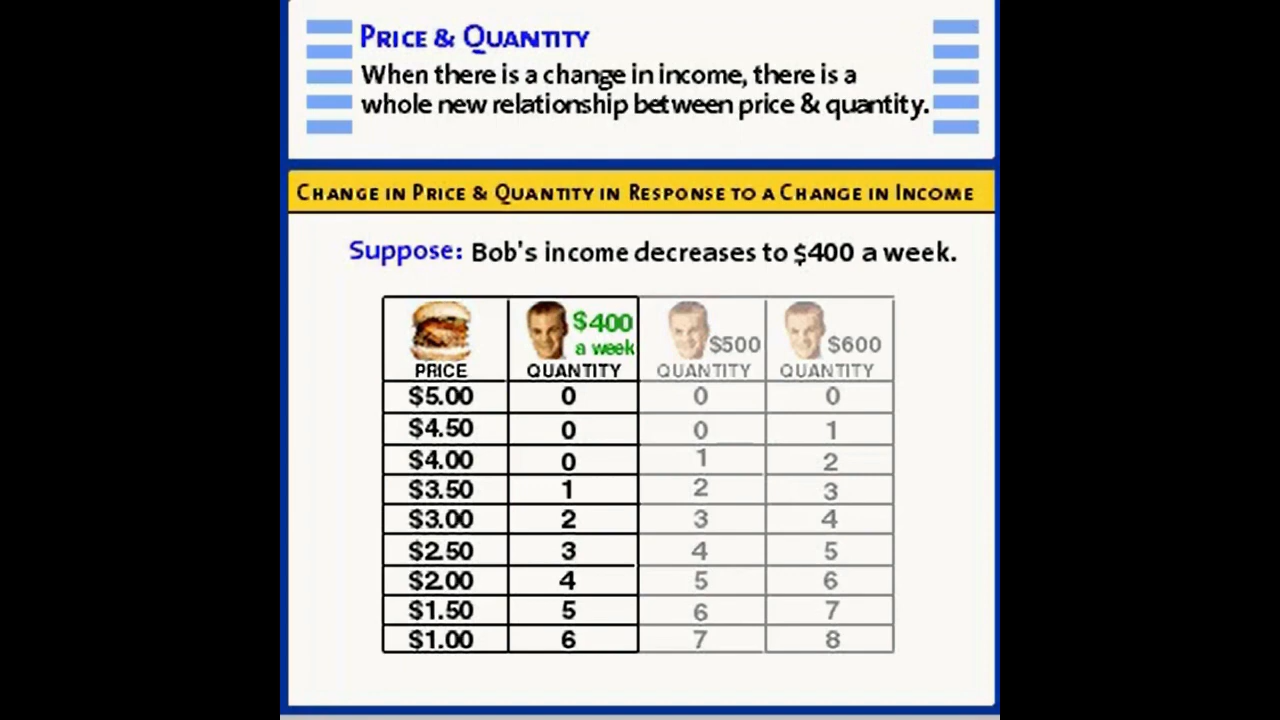 PRICE & QUANTITY
When there is a change in income, there is a
whole new relationship between price & quantity.
CHANGE IN PRICE & QUANTITY IN RESPONSE TO A CHANGE IN INCOME
Suppose: Bob's income decreases to $400 a week.
$400 $500 $600
a week
PRICE QUANTITY QUANTITY QUANTITY
$5.00 0 0 0
$4.50 0 0 1
$4.00 0 1 2
$3.50 1 2 3
$3.00 2 3 4
$2.50 3 4 5
$2.00 4 5 6
$1.50 5 6 7
$1.00 6 7 8